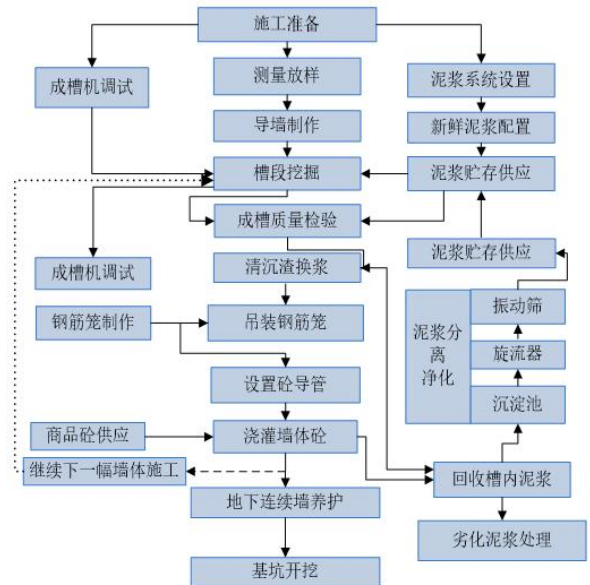 施工准备
成槽机调试
测量放样
泥浆系统设置
导墙制作
新鲜泥浆配置
槽段挖掘
泥浆贮存供应
成槽质量检验
泥浆贮存供应
成槽机调试
清沉渣换浆
钢筋笼制作
吊装钢筋笼
泥浆分
离
净化
振动筛
旋流器
沉淀池
设置砼导管
商品砼供应
浇灌墙体砼
继续下一幅墙体施工
回收槽内泥浆
地下连续墙养护
劣化泥浆处理
基坑开挖